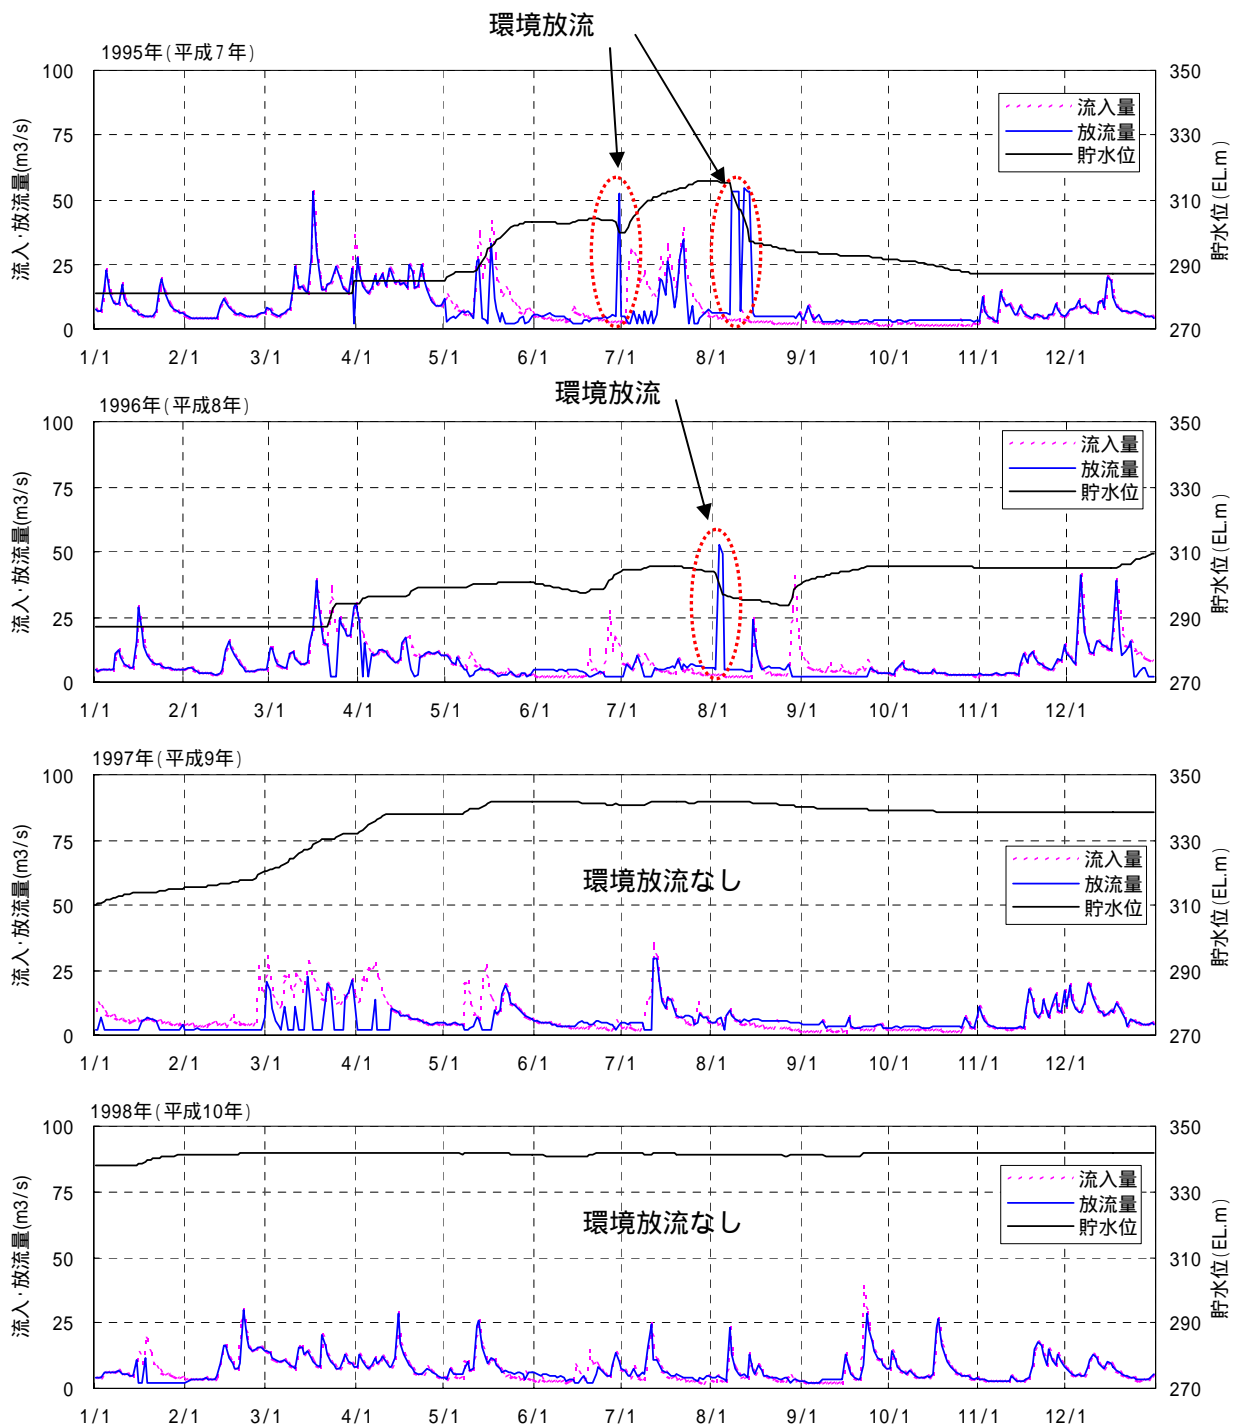 環境放流
1995年(平成7年)
100 75 50 25 0
流入・放流量(m3/s)
350 330 310 290 270
貯水位(EL.m)
流入量
放流量
貯水位
1/1 2/1 3/1 4/1 5/1 6/1 7/1 8/1 9/1 10/1 11/1 12/1
環境放流
1996年(平成8年)
100 75 50 25 0
流入・放流量(m3/s)
350 330 310 290 270
貯水位(EL.m)
流入量
放流量
貯水位
1/1 2/1 3/1 4/1 5/1 6/1 7/1 8/1 9/1 10/1 11/1 12/1
1997年(平成9年)
100 75 50 25 0
流入・放流量(m3/s)
350 330 310 290 270
貯水位(EL.m)
流入量
放流量
貯水位
環境放流なし
1/1 2/1 3/1 4/1 5/1 6/1 7/1 8/1 9/1 10/1 11/1 12/1
1998年(平成10年)
100 75 50 25 0
流入・放流量(m3/s)
350 330 310 290 270
貯水位(EL.m)
流入量
放流量
貯水位
環境放流なし
1/1 2/1 3/1 4/1 5/1 6/1 7/1 8/1 9/1 10/1 11/1 12/1